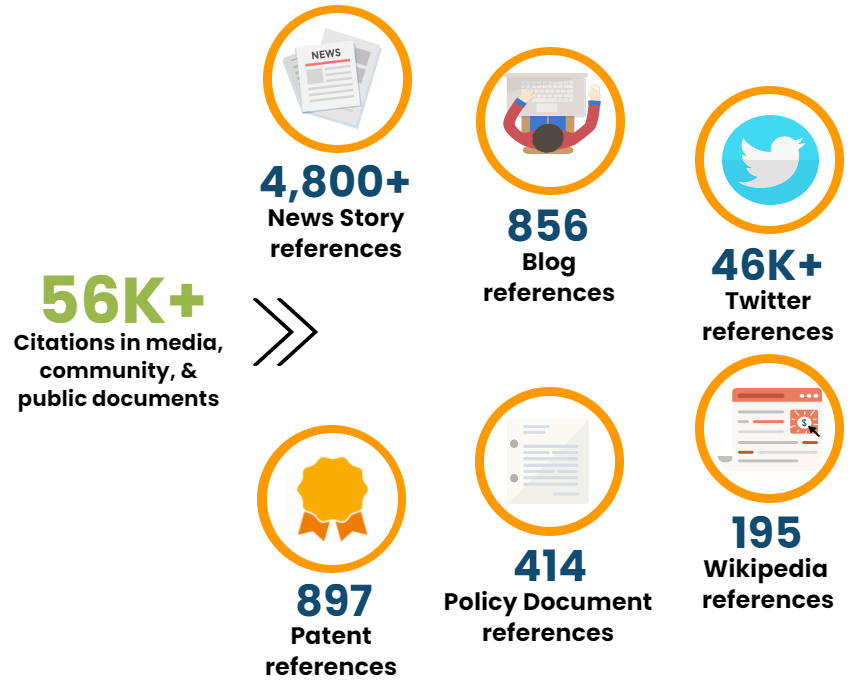 NEWS
4,800+
News Story
references
856
Blog
references
46K+
Twitter
references
56K+
Citations in media,
community, &
public documents
$
897
Patent
references
414
Policy Document
references
195
Wikipedia
references